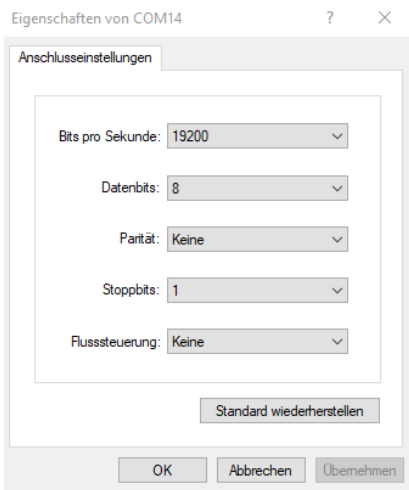 Eigenschaften von COM14
Anschlusseinstellungen
Bits pro Sekunde: 19200
Datenbits: 8
Parität: Keine
Stoppbits: 1
Flusssteuerung: Keine
Standard wiederherstellen
OK Abbrechen Übernehmen